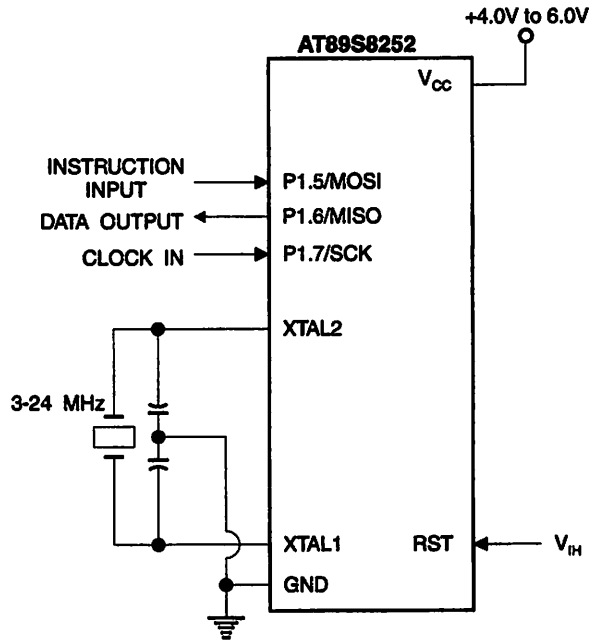 +4.0V to 6.0V
AT89S8252
VCC
INSTRUCTION
INPUT
P1.5/MOSI
DATA OUTPUT
P1.6/MISO
CLOCK IN
P1.7/SCK
XTAL2
3-24 MHz
XTAL1
RST
VIH
GND